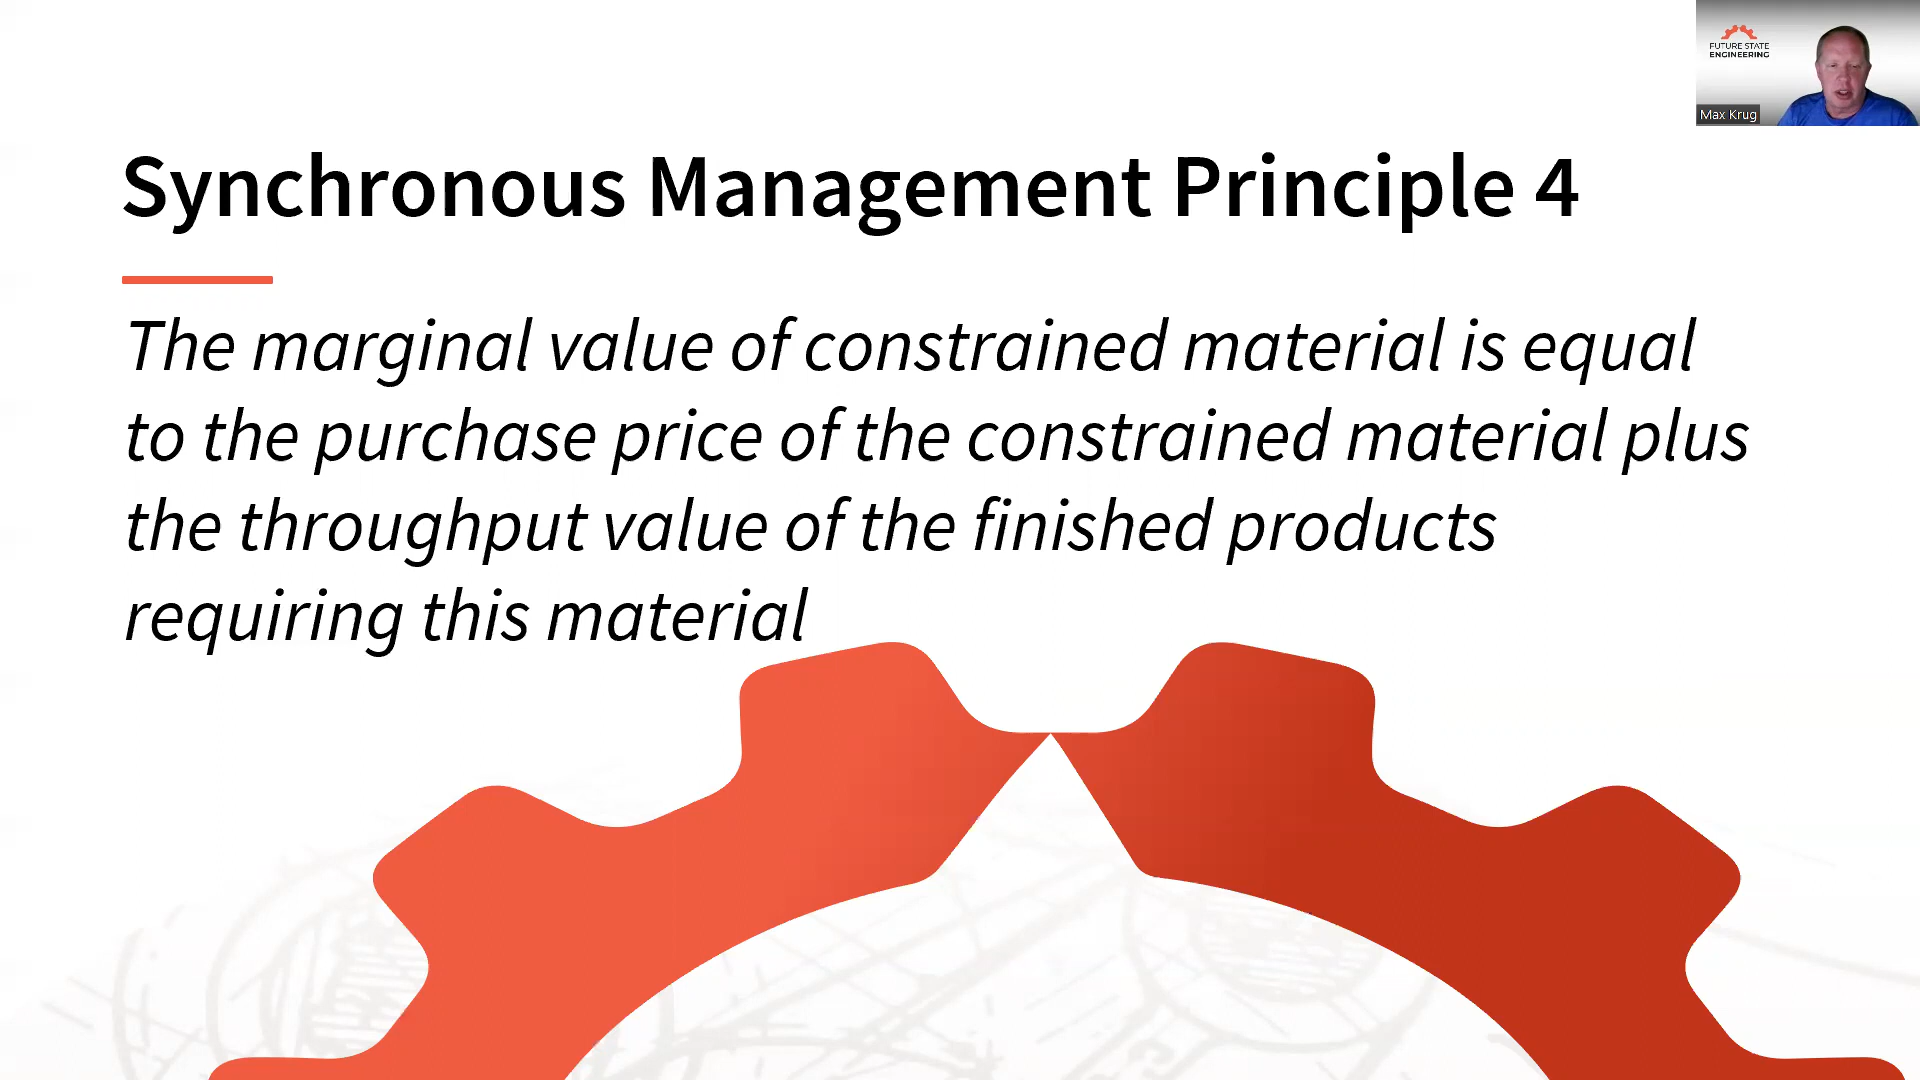 FUTURE STATE
ENGINEERING
Max Krug
Synchronous Management Principle 4
The marginal value of constrained material is equal
to the purchase price of the constrained material plus
the throughput value of the finished products
requiring this material